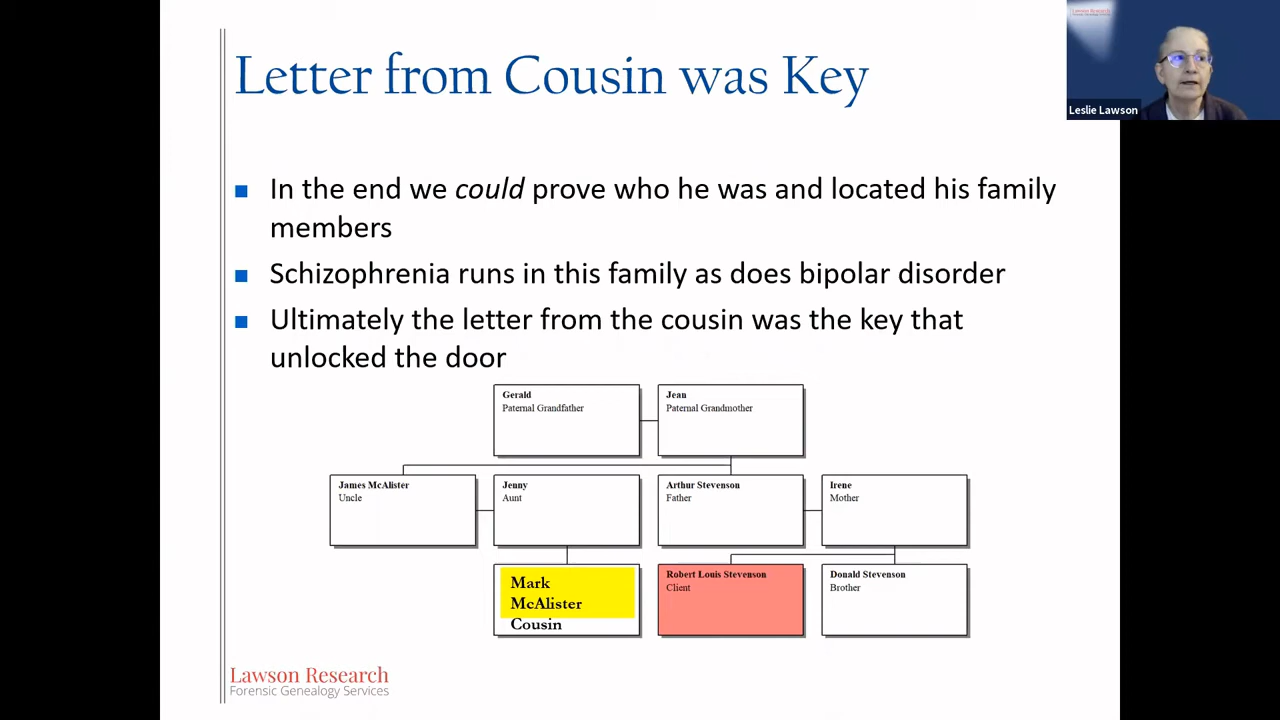 Letter from Cousin was Key
In the end we could prove who he was and located his family
members
Schizophrenia runs in this family as does bipolar disorder
Ultimately the letter from the cousin was the key that
unlocked the door
Gerald
Paternal Grandfather
Jean
Paternal Grandmother
James McAlister
Uncle
Jenny
Aunt
Arthur Stevenson
Father
Irene
Mother
Mark
McAlister
Cousin
Robert Louis Stevenson
Client
Donald Stevenson
Brother
Lawson Research
Forensic Genealogy Services
Lawson Research
Leslie Lawson